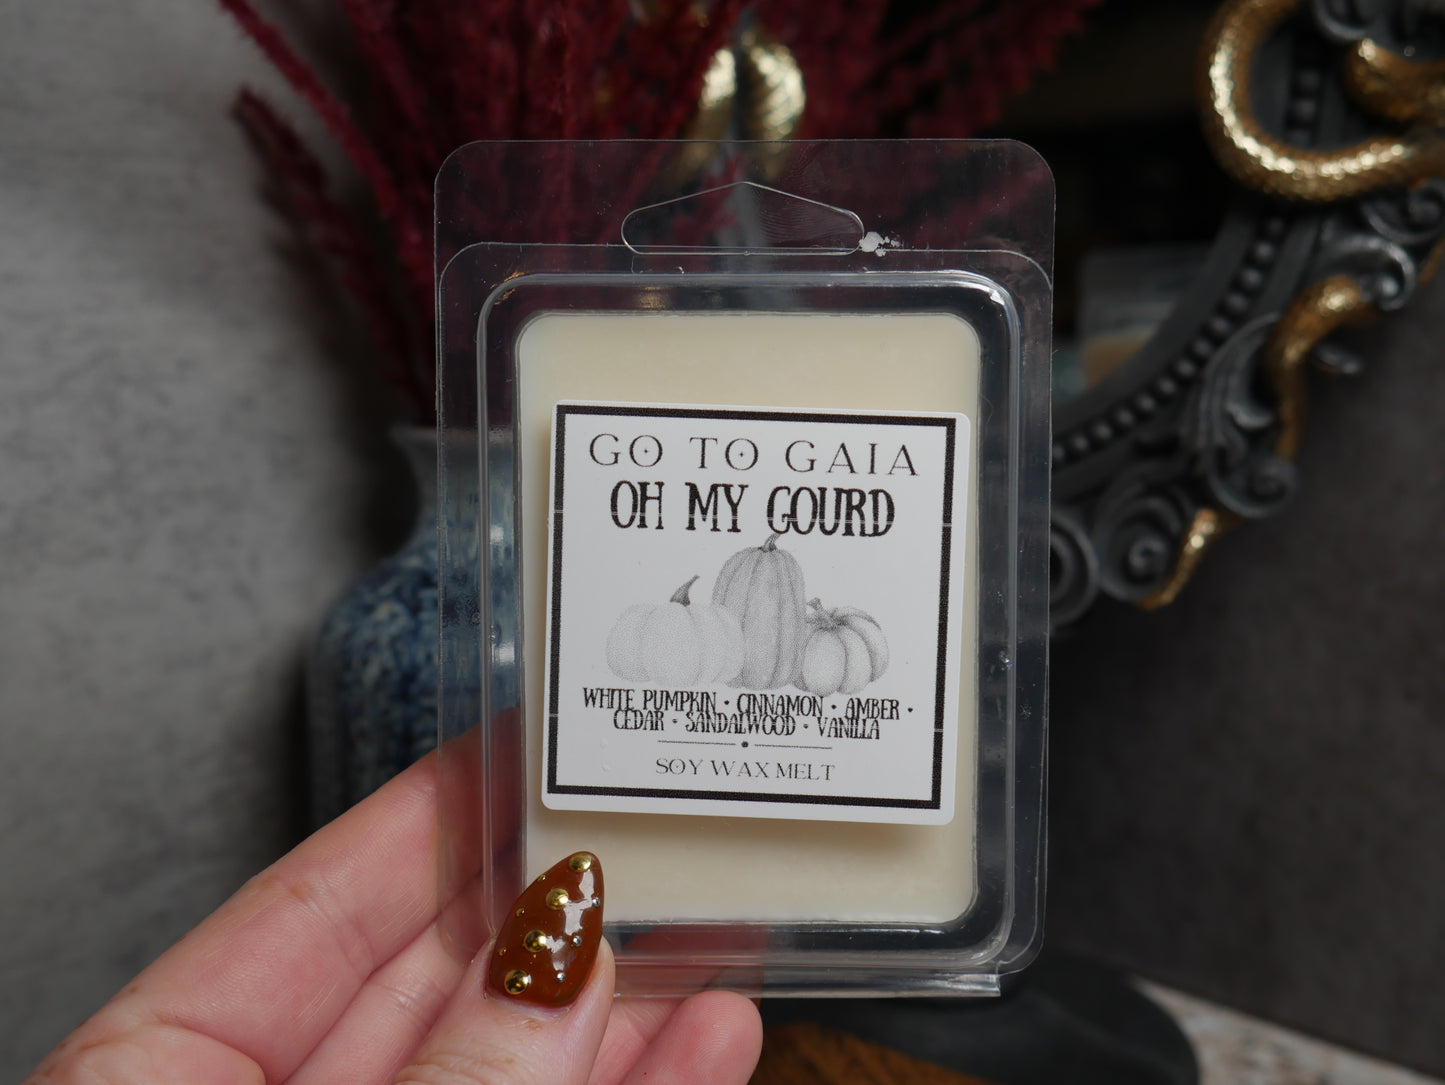 GO TO GAIA
OH MY GOURD
WHITE PUMPKIN • CINNAMON • AMBER •
CEDAR • SANDALWOOD • VANILLA
SOY WAX MELT